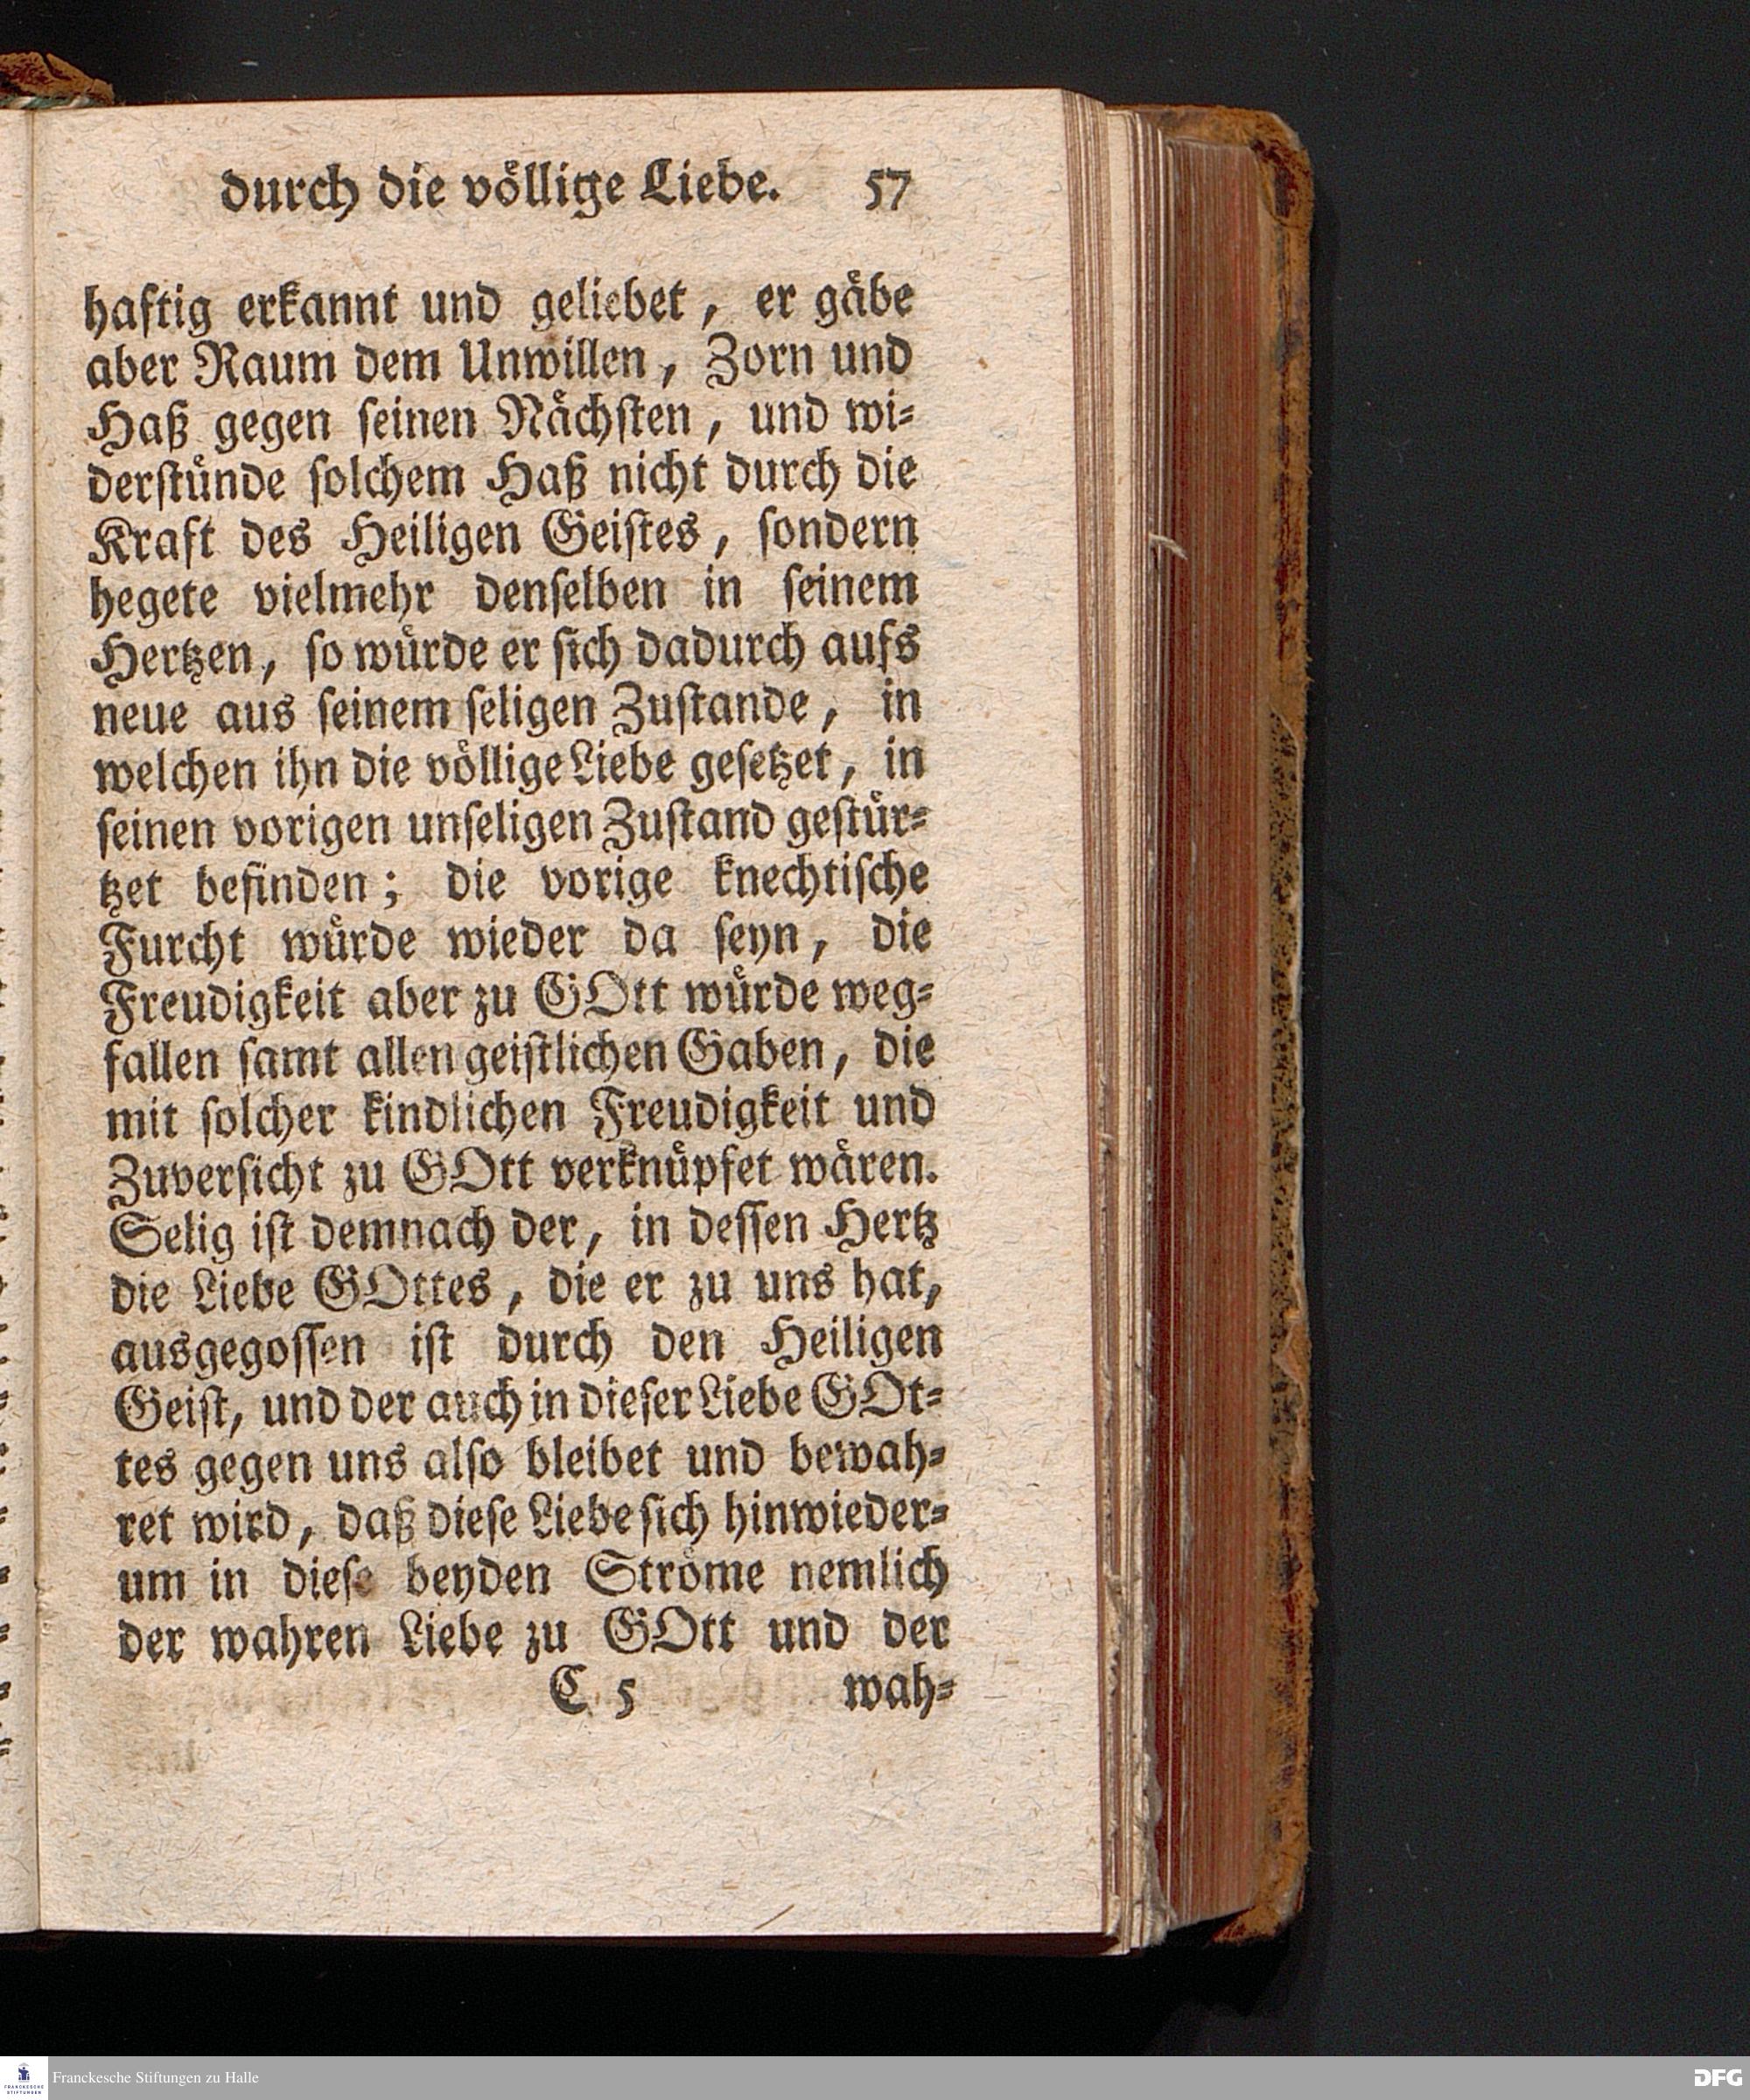 durch die völlige Liebe. 57
haftig erkannt und geliebet, er gäbe
aber Raum dem Unwillen, Zorn und
Haß gegen ſeinen Nächſten, und wi⸗
derſtünde ſolchem Haß nicht durch die
Kraft des Heiligen Geiſtes, ſondern
hegete vielmehr denſelben in ſeinem
Hertzen, ſo würde er ſich dadurch aufs
neue aus ſeinem ſeligen Zuſtande, in
welchen ihn die völlige Liebe geſetzet, in
ſeinen vorigen unſeligen Zuſtand geſtür⸗
tzet befinden; die vorige knechtiſche
Furcht würde wieder da ſeyn, die
Freudigkeit aber zu GOtt würde weg⸗
fallen ſamt allen geiſtlichen Gaben, die
mit ſolcher kindlichen Freudigkeit und
Zuverſicht zu GOtt verknüpfet wären.
Selig iſt demnach der, in deſſen Hertz
die Liebe GOttes, die er zu uns hat,
ausgegoſſen iſt durch den Heiligen
Geiſt, und der auch in dieſer Liebe GOt⸗
tes gegen uns alſo bleibet und bewah⸗
ret wird, daß dieſe Liebe ſich hinwieder⸗
um in dieſe beyden Ströme nemlich
der wahren Liebe zu GOtt und der
C 5 wah⸗
FRANCKESCHE
STIFTUNGEN
Franckesche Stiftungen zu Halle
DFG